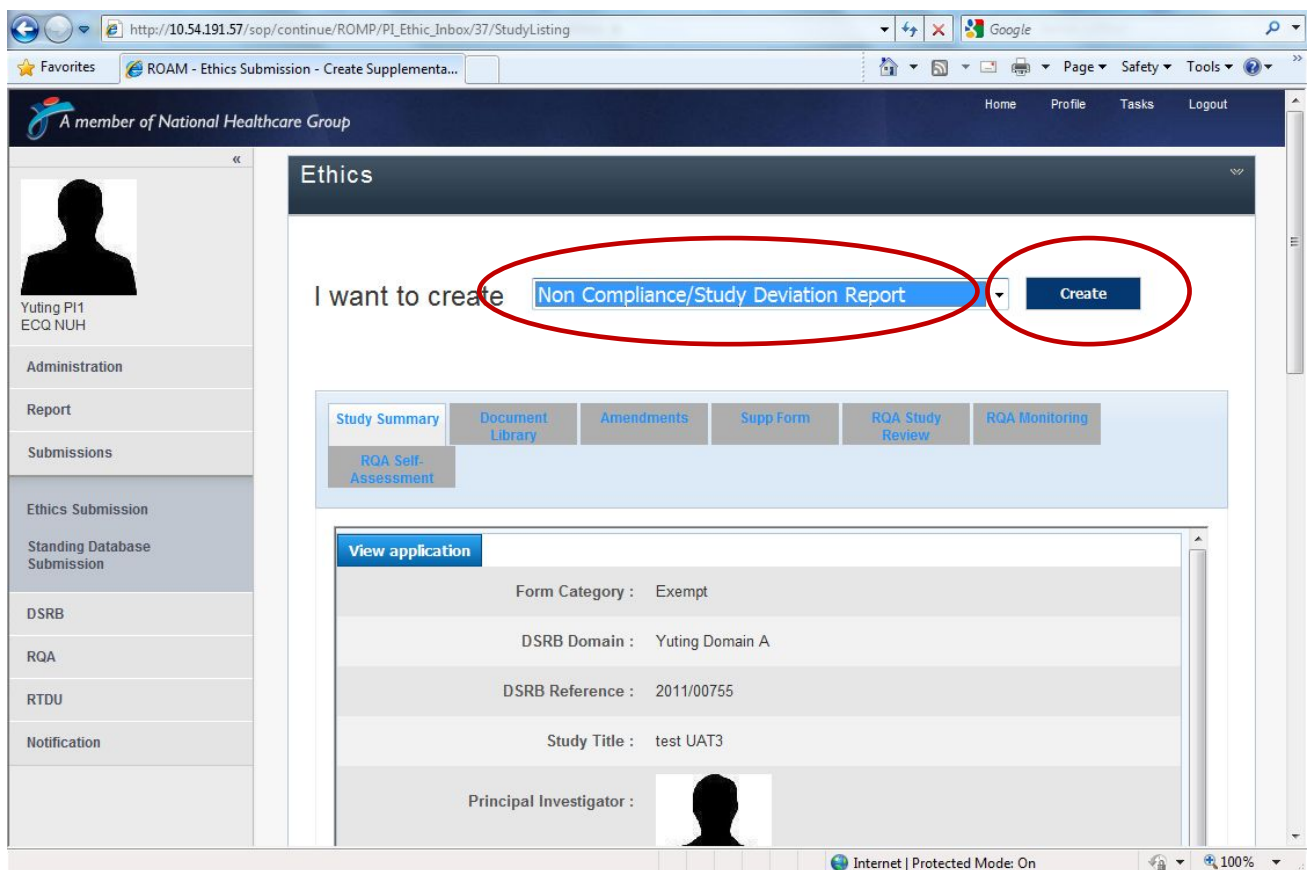 http://10.54.191.57/sop/continue/ROMP/PI_Ethic_Inbox/37/StudyListing
Google
Favorites
ROAM - Ethics Submission - Create Supplementa...
Page Safety Tools
A member of National Healthcare Group
Home Profile Tasks Logout
«
Yuting PI1
ECQ NUH
Administration
Report
Submissions
Ethics Submission
Standing Database
Submission
DSRB
RQA
RTDU
Notification
Ethics
I want to create Non Compliance/Study Deviation Report Create
Study Summary
Document
Library
Amendments
Supp Form
RQA Study
Review
RQA Monitoring
RQA Self-
Assessment
View application
Form Category : Exempt
DSRB Domain : Yuting Domain A
DSRB Reference : 2011/00755
Study Title : test UAT3
Principal Investigator :
Internet | Protected Mode: On
100%